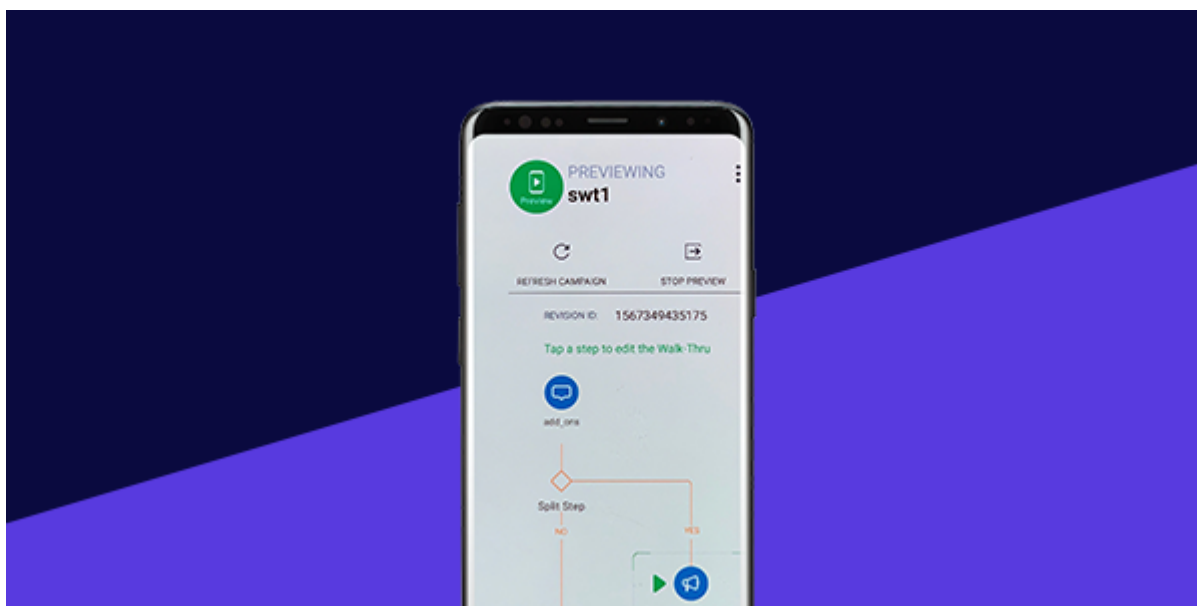 PREVIEWING
Preview
swt1
REFRESH CAMPAIGN
STOP PREVIEW
REVISION ID: 1567349435175
Tap a step to edit the Walk-Thru
add_ons
Split Step
NO
YES